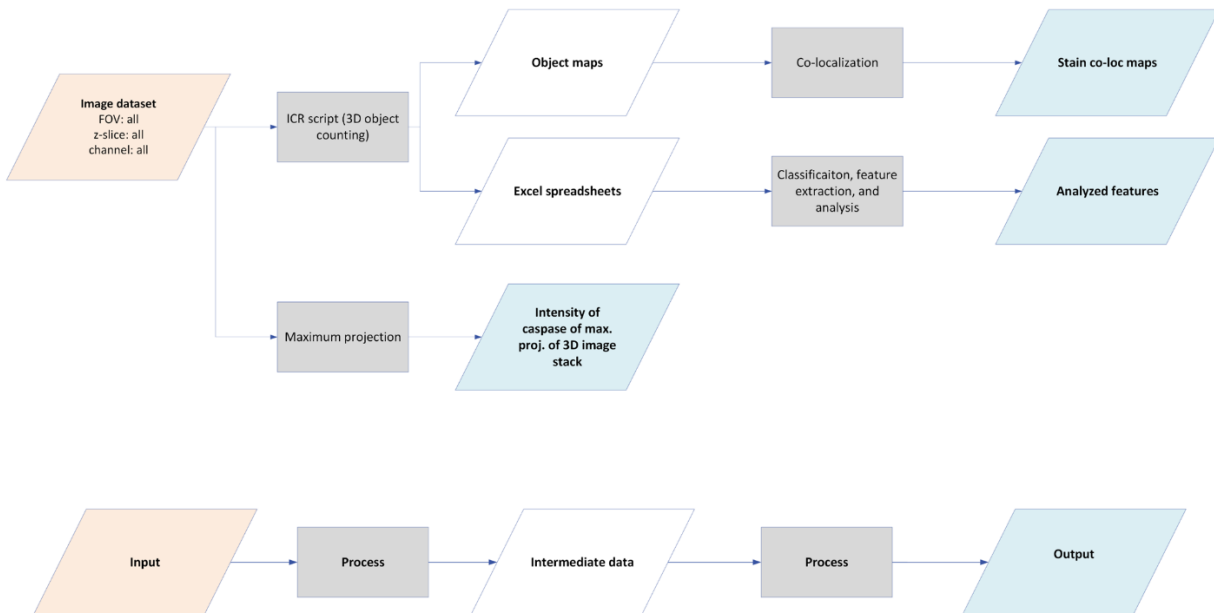 Image dataset
FOV: all
z-slice: all
channel: all
ICR script (3D object
counting)
Object maps
Co-localization
Stain co-loc maps
Excel spreadsheets
Classificaiton, feature
extraction, and
analysis
Analyzed features
Maximum projection
Intensity of
caspase of max.
proj. of 3D image
stack
Input
Process
Intermediate data
Process
Output